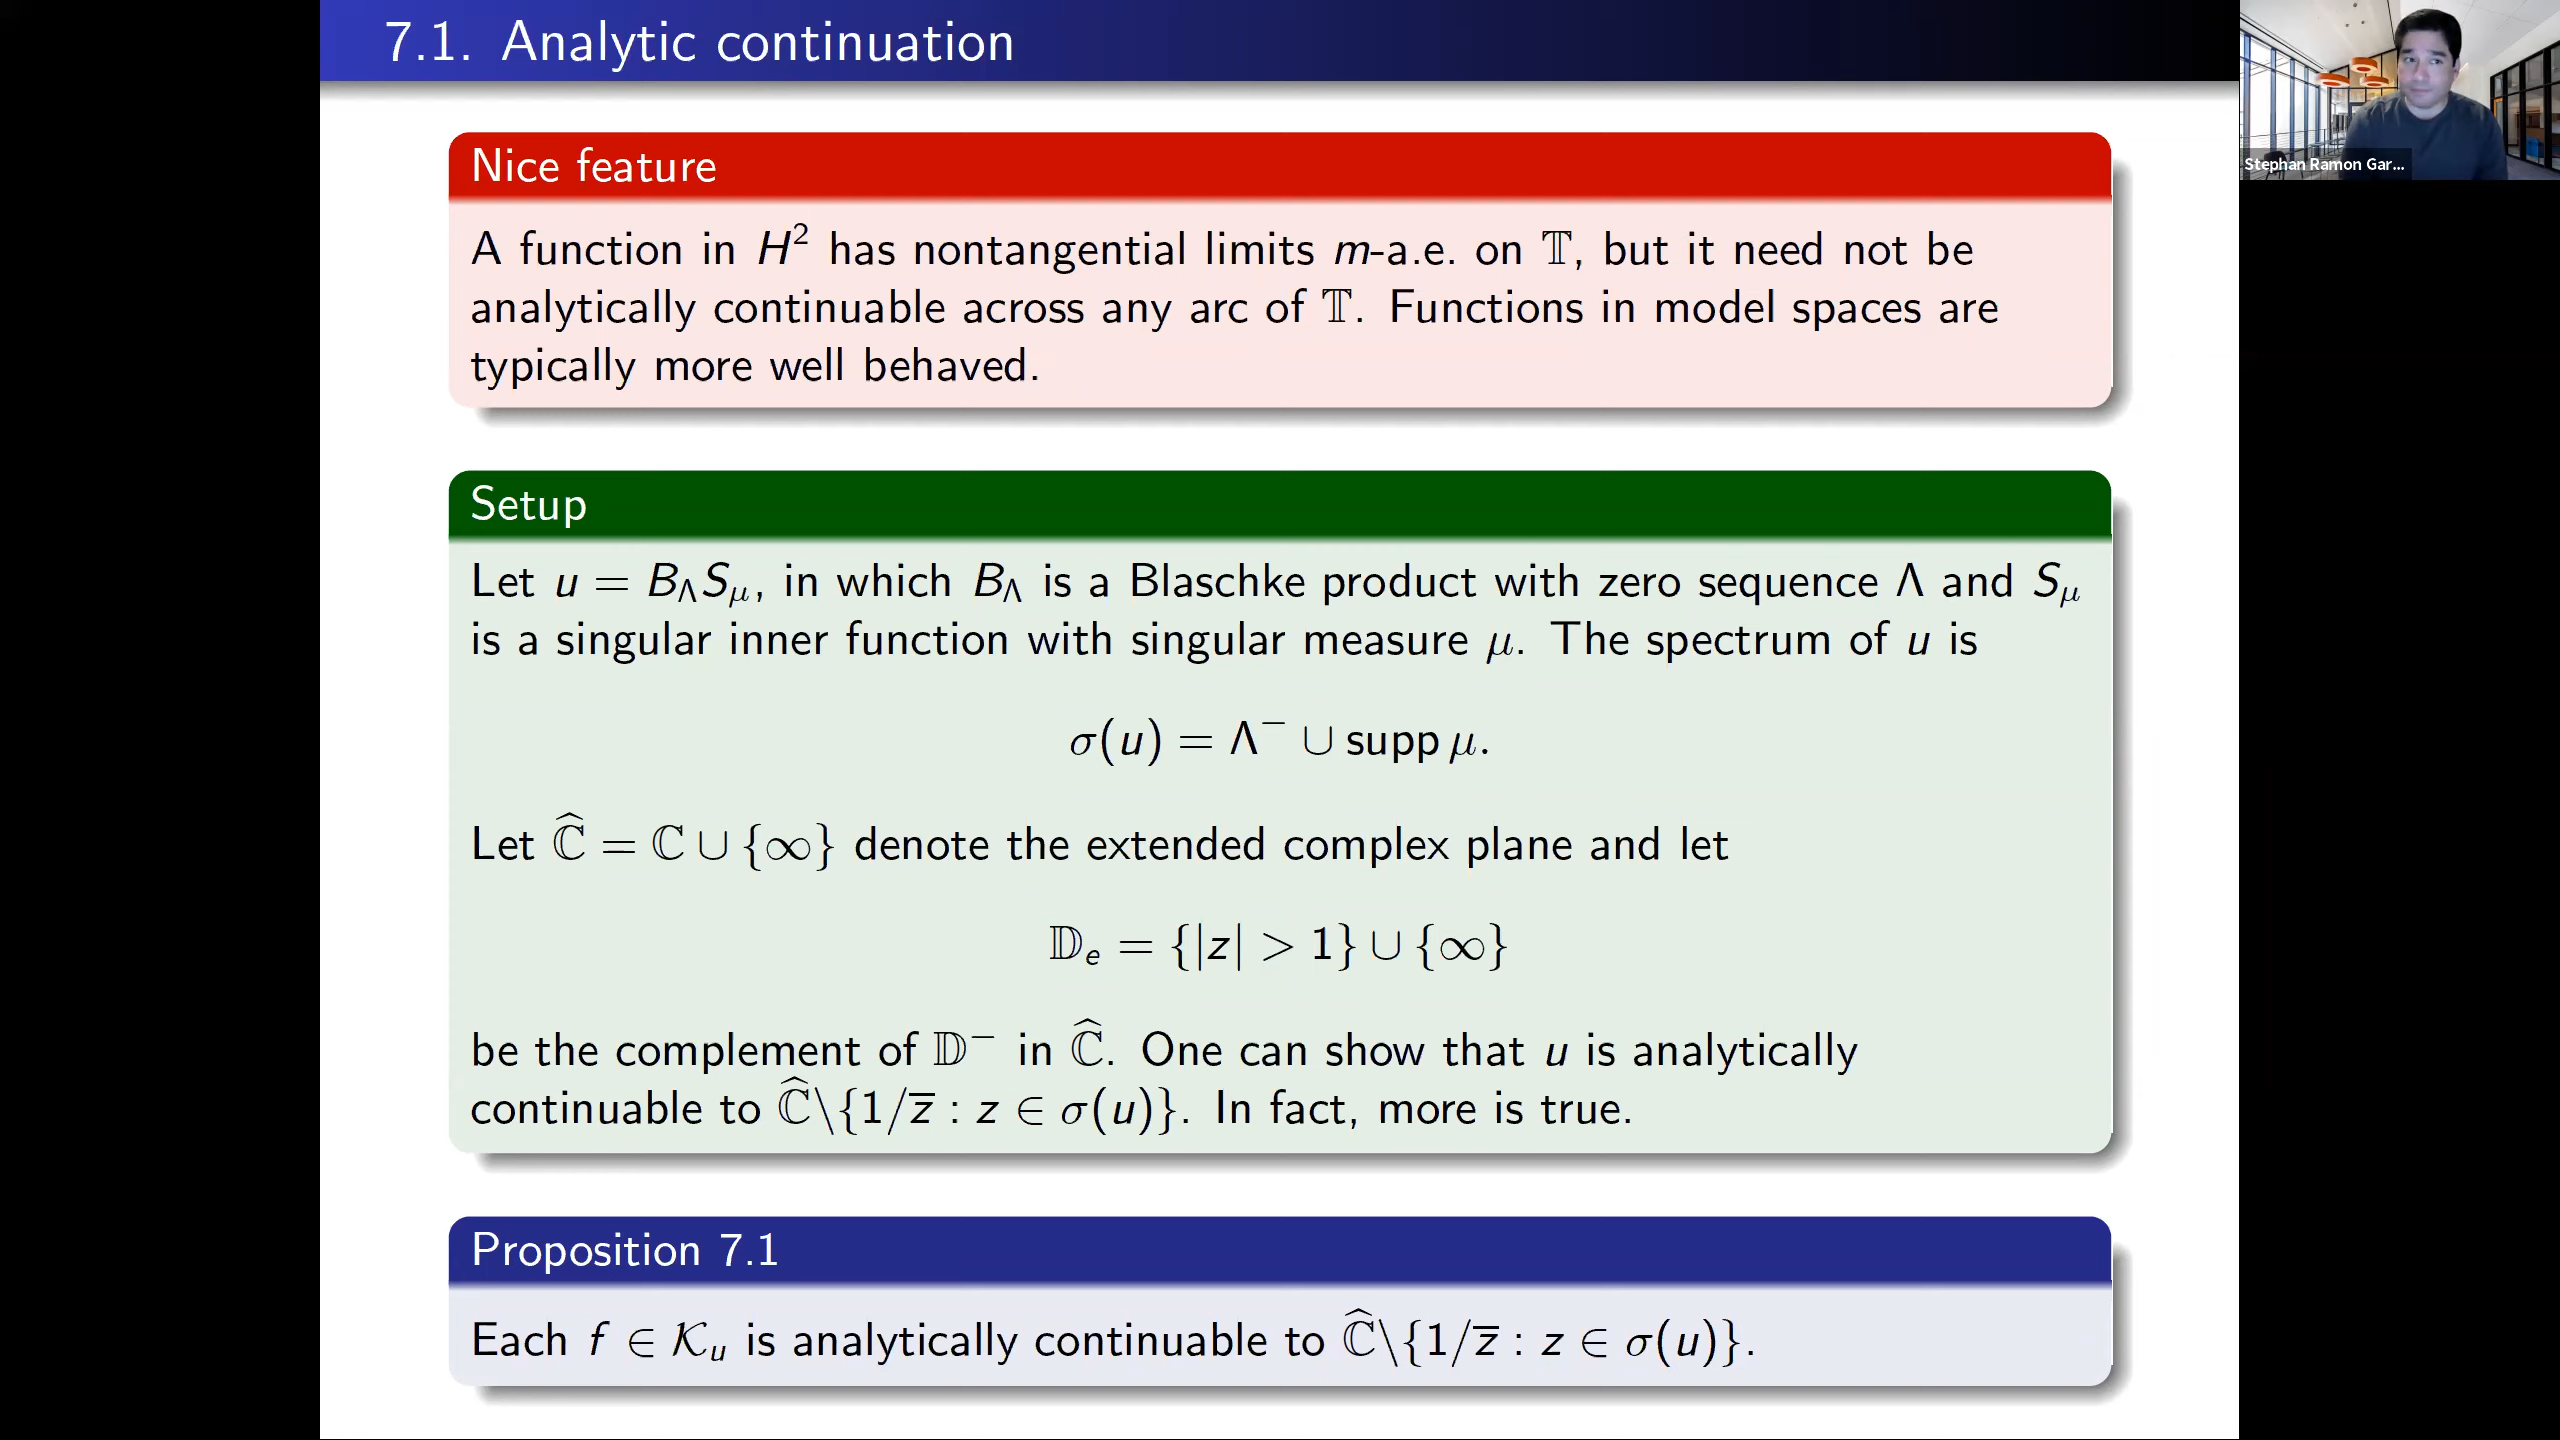 7.1. Analytic continuation
Stephan Ramon Gar...
Nice feature
A function in H² has nontangential limits m-a.e. on 𝕋, but it need not be
analytically continuable across any arc of 𝕋. Functions in model spaces are
typically more well behaved.
Setup
Let u = B_Λ S_μ, in which B_Λ is a Blaschke product with zero sequence Λ and S_μ
is a singular inner function with singular measure μ. The spectrum of u is
σ(u) = Λ⁻ ∪ supp μ.
Let ℂ̂ = ℂ ∪ {∞} denote the extended complex plane and let
𝔻_e = {|z| > 1} ∪ {∞}
be the complement of 𝔻⁻ in ℂ̂. One can show that u is analytically
continuable to ℂ̂\{1/z̅ : z ∈ σ(u)}. In fact, more is true.
Proposition 7.1
Each f ∈ 𝒦_u is analytically continuable to ℂ̂\{1/z̅ : z ∈ σ(u)}.